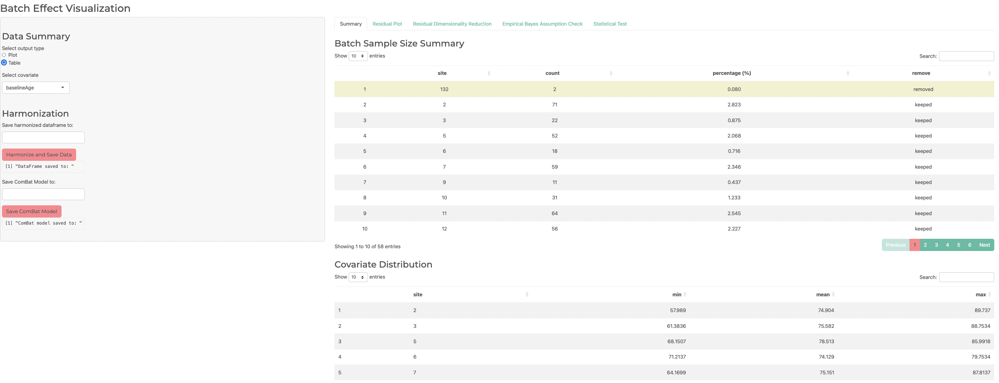 Batch Effect Visualization
Data Summary
Select output type
Plot
Table
Select covariate
baselineAge
Harmonization
Save harmonized dataframe to:
Harmonize and Save Data
[1] "DataFrame saved to: "
Save ComBat Model to:
Save ComBat Model
[1] "ComBat model saved to: "
Summary Residual Plot Residual Dimensionality Reduction Empirical Bayes Assumption Check Statistical Test
Batch Sample Size Summary
Show 10 entries Search:
site count percentage (%) remove
1 132 2 0.080 removed
2 2 71 2.823 keeped
3 3 22 0.875 keeped
4 5 52 2.068 keeped
5 6 18 0.716 keeped
6 7 59 2.346 keeped
7 9 11 0.437 keeped
8 10 31 1.233 keeped
9 11 64 2.545 keeped
10 12 56 2.227 keeped
Showing 1 to 10 of 58 entries Previous 1 2 3 4 5 6 Next
Covariate Distribution
Show 10 entries Search:
site min mean max
1 2 57.989 74.904 89.737
2 3 61.3836 75.582 88.7534
3 5 68.1507 78.513 85.9918
4 6 71.2137 74.129 79.7534
5 7 64.1699 75.151 87.8137